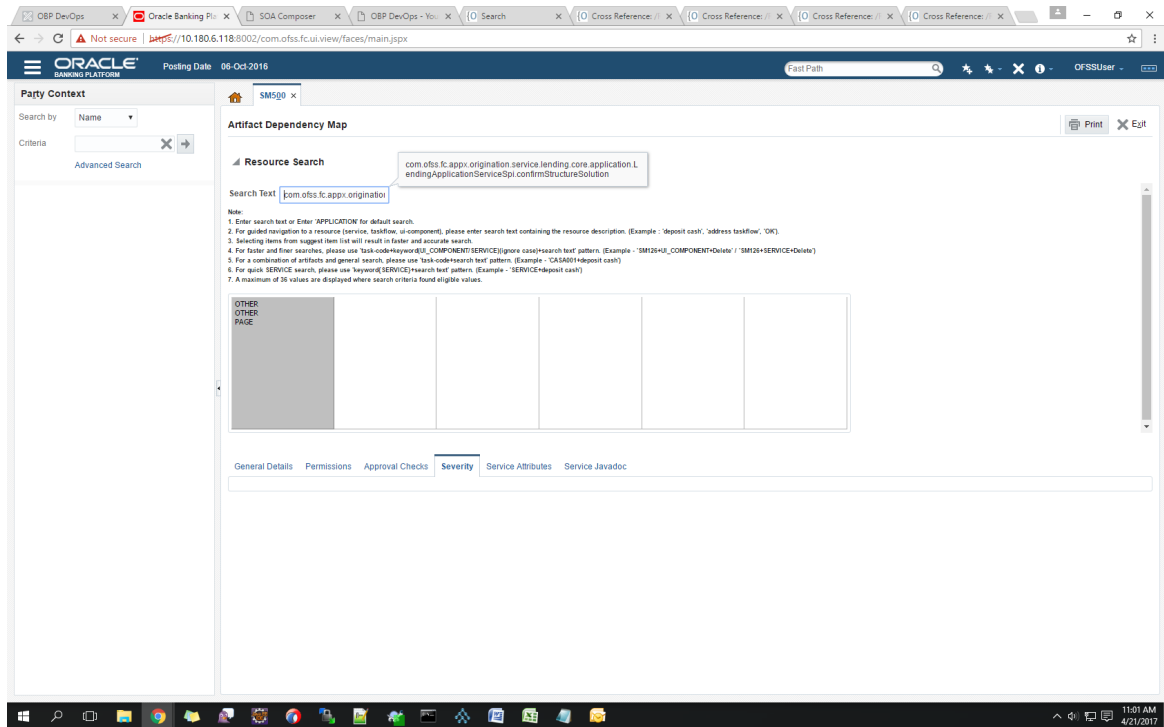 OBP DevOps
Oracle Banking Pla
SOA Composer
OBP DevOps - You
Search
Cross Reference: /
Cross Reference: /
Cross Reference: /
Cross Reference: /
Not secure | https://10.180.6.118:8002/com.ofss.fc.ui.view/faces/main.jspx
ORACLE
BANKING PLATFORM
Posting Date 06-Oct-2016
Fast Path
OFSSUser
Party Context
SM500
Search by Name
Criteria
Advanced Search
Artifact Dependency Map
Print Exit
Resource Search
com.ofss.fc.appx.origination.service.lending.core.application.L
endingApplicationServiceSpi.confirmStructureSolution
Search Text com.ofss.fc.appx.origination
Note:
1. Enter search text or Enter 'APPLICATION' for default search.
2. For guided navigation to a resource (service, taskflow, ui-component), please enter search text containing the resource description. (Example : 'deposit cash', 'address taskflow', 'OK').
3. Selecting items from suggest item list will result in faster and accurate search.
4. For faster and finer searches, please use 'task-code+keyword(UI_COMPONENT/SERVICE)(ignore case)+search text' pattern. (Example - 'SM126+UI_COMPONENT+Delete' / 'SM126+SERVICE+Delete')
5. For a combination of artifacts and general search, please use 'task-code+search text' pattern. (Example - 'CASA001+deposit cash')
6. For quick SERVICE search, please use 'keyword(SERVICE)+search text' pattern. (Example - 'SERVICE+deposit cash')
7. A maximum of 36 values are displayed where search criteria found eligible values.
OTHER
OTHER
PAGE
General Details Permissions Approval Checks Severity Service Attributes Service Javadoc
11:01 AM
4/21/2017